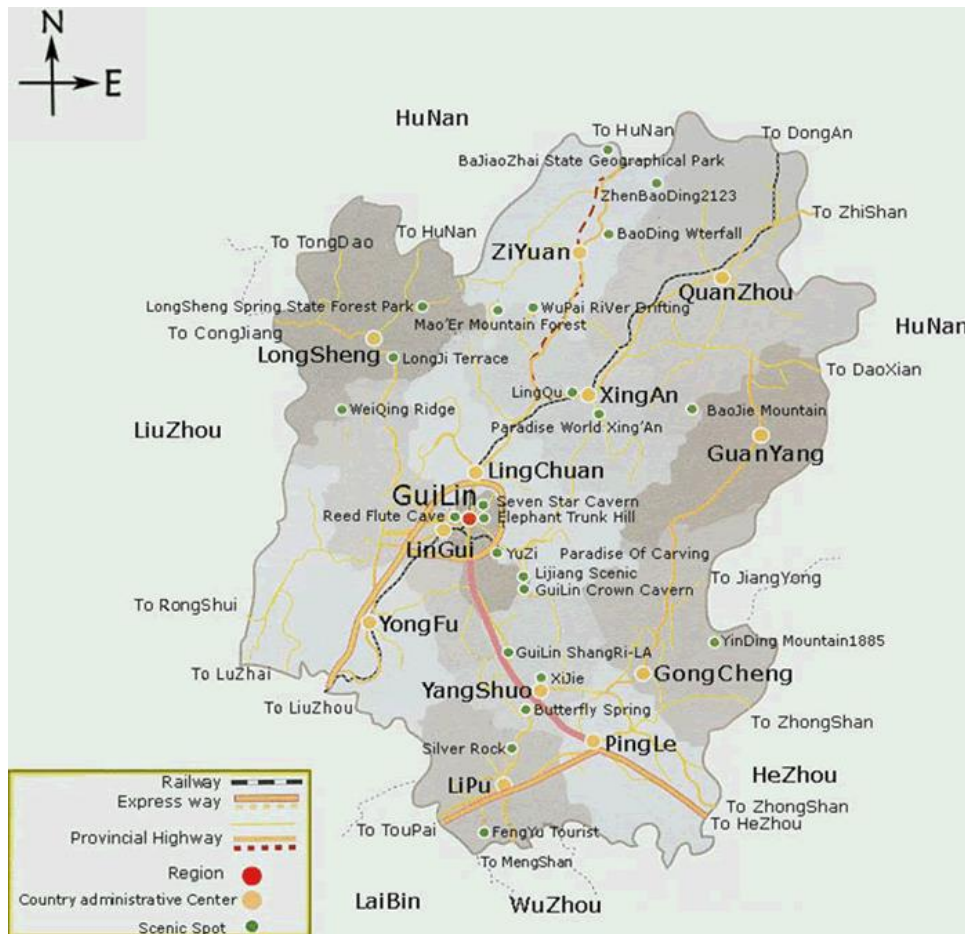 N
E
HuNan
To HuNan
To DongAn
BaJiaoZhai State Geographical Park
ZhenBaoDing2123
To ZhiShan
To TongDao
To HuNan
BaoDing Wterfall
ZiYuan
QuanZhou
LongSheng Spring State Forest Park
WuPai RiVer Drifting
Mao'Er Mountain Forest
HuNan
To CongJiang
LongSheng
LongJi Terrace
To DaoXian
LingQu
XingAn
WeiQing Ridge
BaoJie Mountain
Paradise World Xing'An
LiuZhou
GuanYang
LingChuan
GuiLin
Seven Star Cavern
Reed Flute Cave
Elephant Trunk Hill
LinGui
YuZi
Paradise Of Carving
Lijiang Scenic
To JiangYong
GuiLin Crown Cavern
To RongShui
YongFu
YinDing Mountain1885
GuiLin ShangRi-LA
To LuZhai
GongCheng
XiJie
YangShuo
To LiuZhou
Butterfly Spring
To ZhongShan
PingLe
Silver Rock
HeZhou
LiPu
To ZhongShan
To HeZhou
To TouPai
FengYu Tourist
To MengShan
LaiBin
WuZhou
Railway
Express way
Provincial Highway
Region
Country administrative Center
Scenic Spot